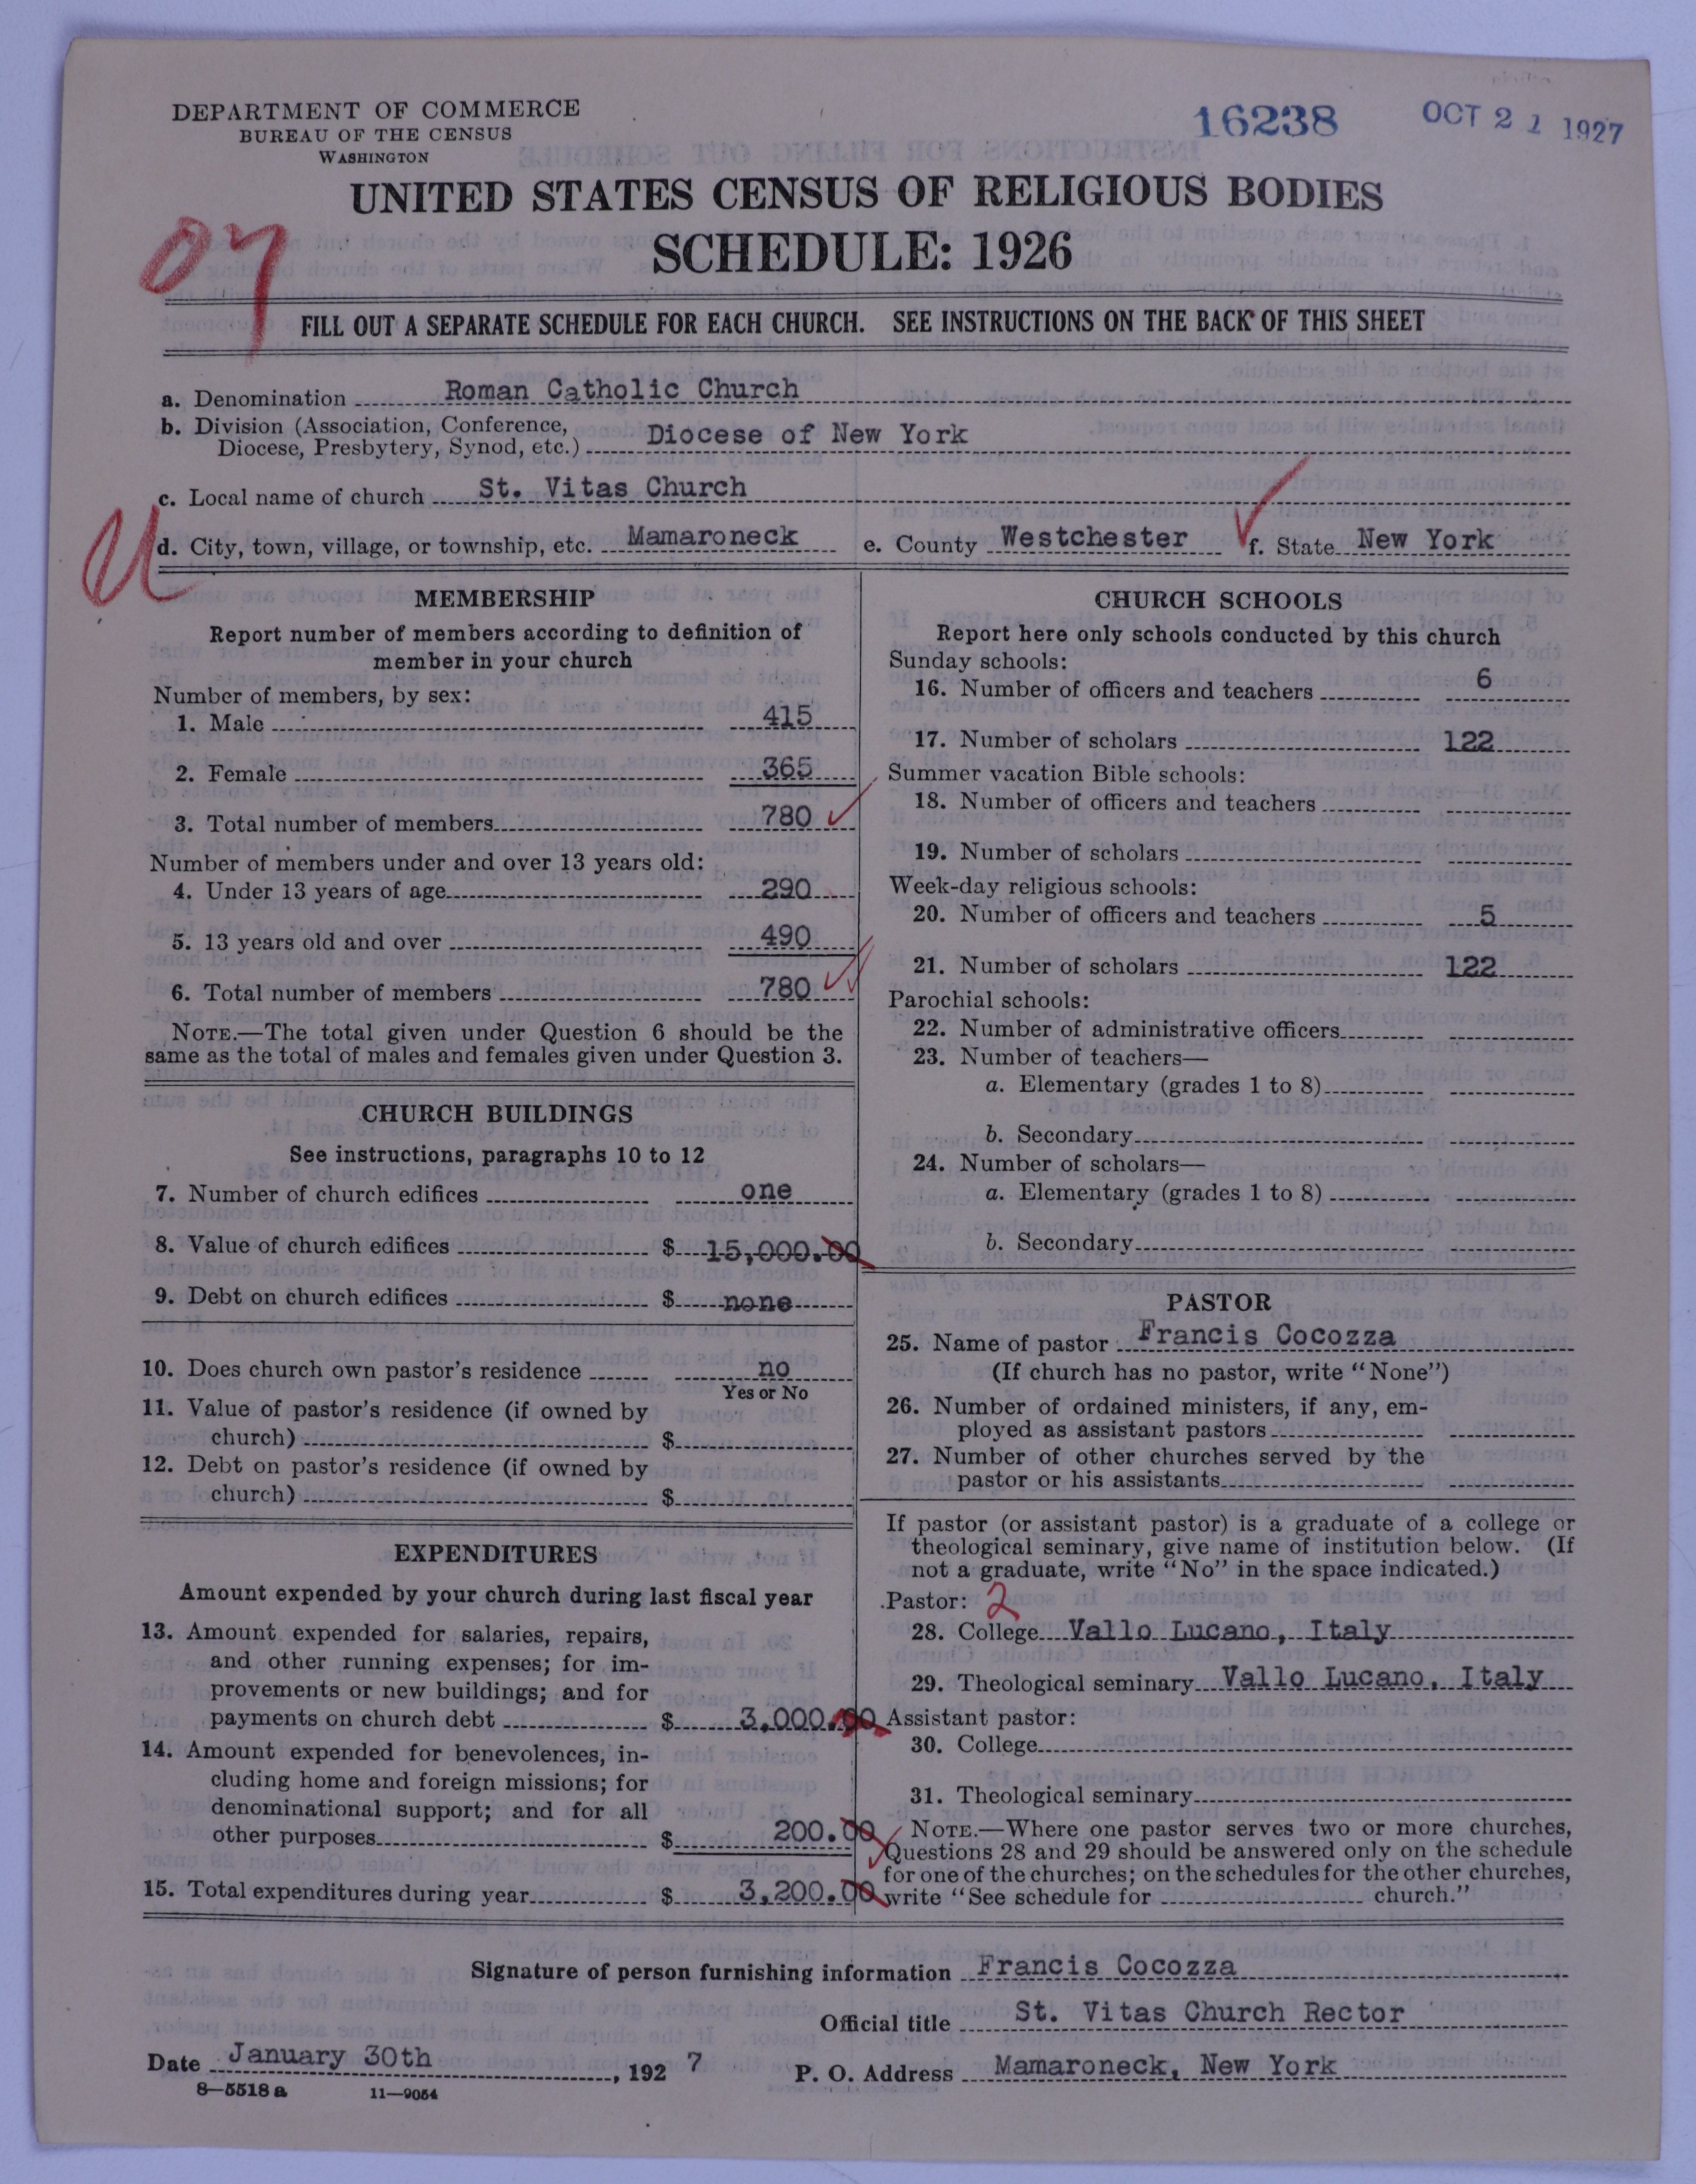 DEPARTMENT OF COMMERCE
BUREAU OF THE CENSUS
WASHINGTON
16238
OCT 21 1927
UNITED STATES CENSUS OF RELIGIOUS BODIES
SCHEDULE: 1926
FILL OUT A SEPARATE SCHEDULE FOR EACH CHURCH. SEE INSTRUCTIONS ON THE BACK OF THIS SHEET
a. Denomination Roman Catholic Church
b. Division (Association, Conference,
Diocese, Presbytery, Synod, etc.) Diocese of New York
c. Local name of church St. Vitas Church
d. City, town, village, or township, etc. Mamaroneck e. County Westchester f. State New York
MEMBERSHIP
Report number of members according to definition of
member in your church
Number of members, by sex:
1. Male 415
2. Female 365
3. Total number of members 780
Number of members under and over 13 years old:
4. Under 13 years of age 290
5. 13 years old and over 490
6. Total number of members 780
NOTE.—The total given under Question 6 should be the
same as the total of males and females given under Question 3.
CHURCH BUILDINGS
See instructions, paragraphs 10 to 12
7. Number of church edifices one
8. Value of church edifices $ 15,000.00
9. Debt on church edifices $ none
10. Does church own pastor's residence no
Yes or No
11. Value of pastor's residence (if owned by
church) $
12. Debt on pastor's residence (if owned by
church) $
EXPENDITURES
Amount expended by your church during last fiscal year
13. Amount expended for salaries, repairs,
and other running expenses; for im-
provements or new buildings; and for
payments on church debt $ 3,000.00
14. Amount expended for benevolences, in-
cluding home and foreign missions; for
denominational support; and for all
other purposes $ 200.00
15. Total expenditures during year $ 3,200.00
CHURCH SCHOOLS
Report here only schools conducted by this church
Sunday schools:
16. Number of officers and teachers 6
17. Number of scholars 122
Summer vacation Bible schools:
18. Number of officers and teachers
19. Number of scholars
Week-day religious schools:
20. Number of officers and teachers 5
21. Number of scholars 122
Parochial schools:
22. Number of administrative officers
23. Number of teachers—
a. Elementary (grades 1 to 8)
b. Secondary
24. Number of scholars—
a. Elementary (grades 1 to 8)
b. Secondary
PASTOR
25. Name of pastor Francis Cocozza
(If church has no pastor, write "None")
26. Number of ordained ministers, if any, em-
ployed as assistant pastors
27. Number of other churches served by the
pastor or his assistants
If pastor (or assistant pastor) is a graduate of a college or
theological seminary, give name of institution below. (If
not a graduate, write "No" in the space indicated.)
Pastor: 2
28. College Vallo Lucano, Italy
29. Theological seminary Vallo Lucano, Italy
Assistant pastor:
30. College
31. Theological seminary
NOTE.—Where one pastor serves two or more churches,
Questions 28 and 29 should be answered only on the schedule
for one of the churches; on the schedules for the other churches,
write "See schedule for church."
Signature of person furnishing information Francis Cocozza
Official title St. Vitas Church Rector
Date January 30th, 192 7 P. O. Address Mamaroneck, New York
8—5518 a 11—9054